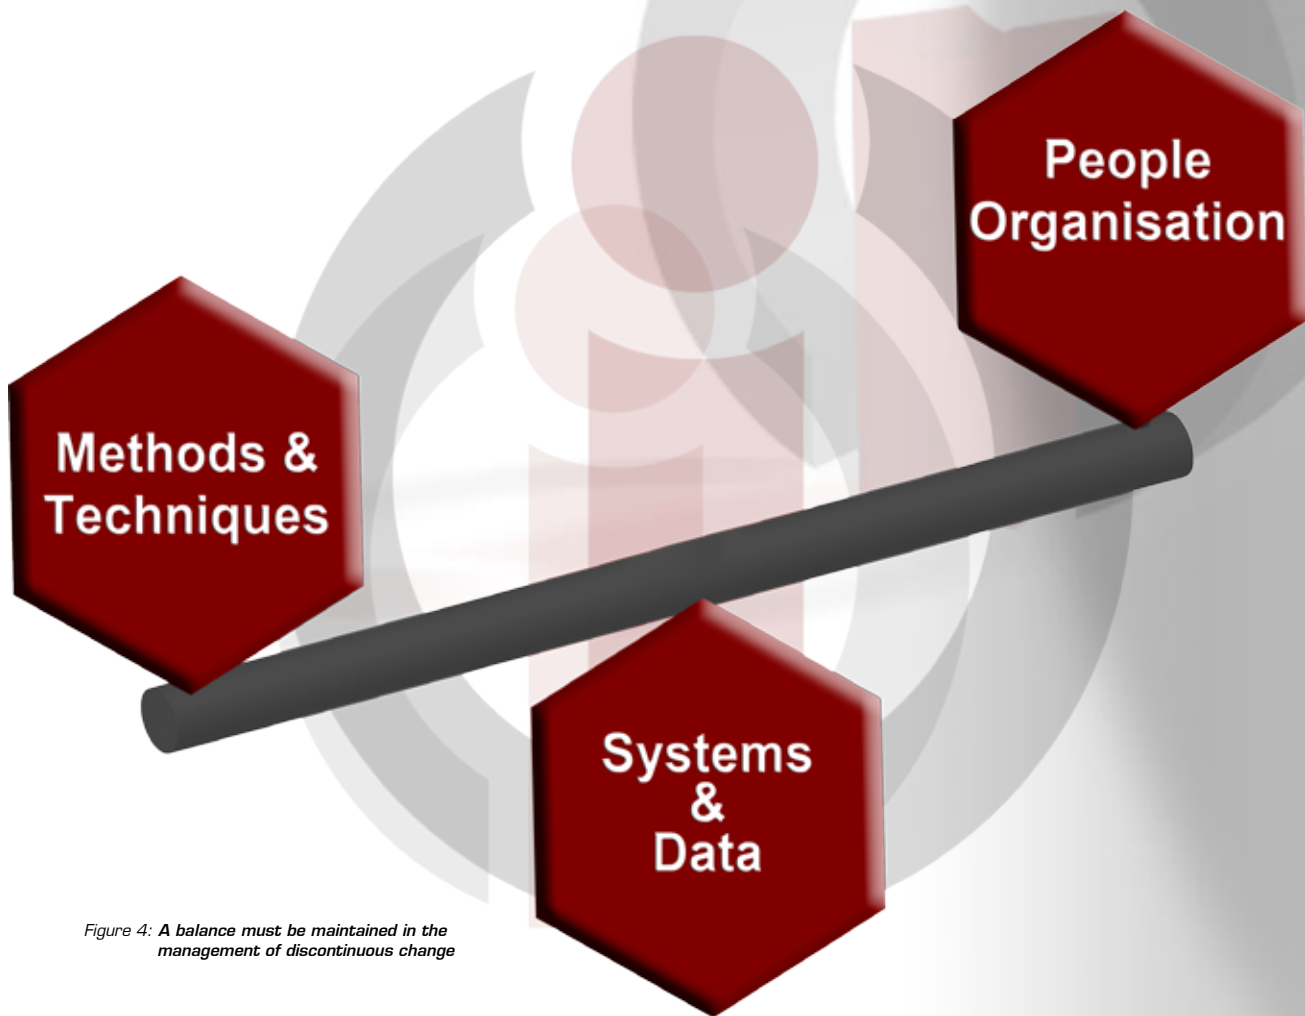 People
Organisation
Methods &
Techniques
Systems
&
Data
Figure 4: A balance must be maintained in the
management of discontinuous change